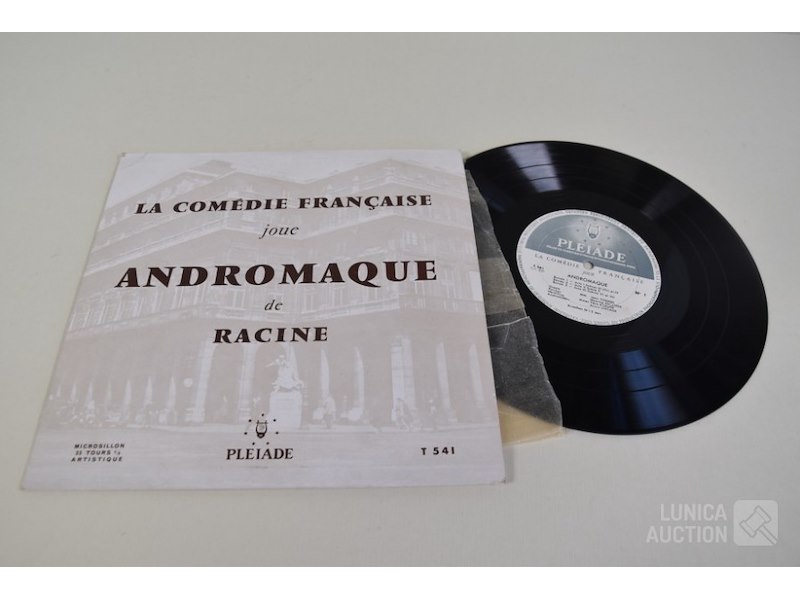 LA COMÉDIE FRANÇAISE
joue
ANDROMAQUE
de
RACINE
MICROSILLON
33 TOURS 1/3
ARTISTIQUE
PLEIADE
T 541
PLEIADE
LA COMÉDIE FRANÇAISE
JOUE
ANDROMAQUE
LUNICA
AUCTION